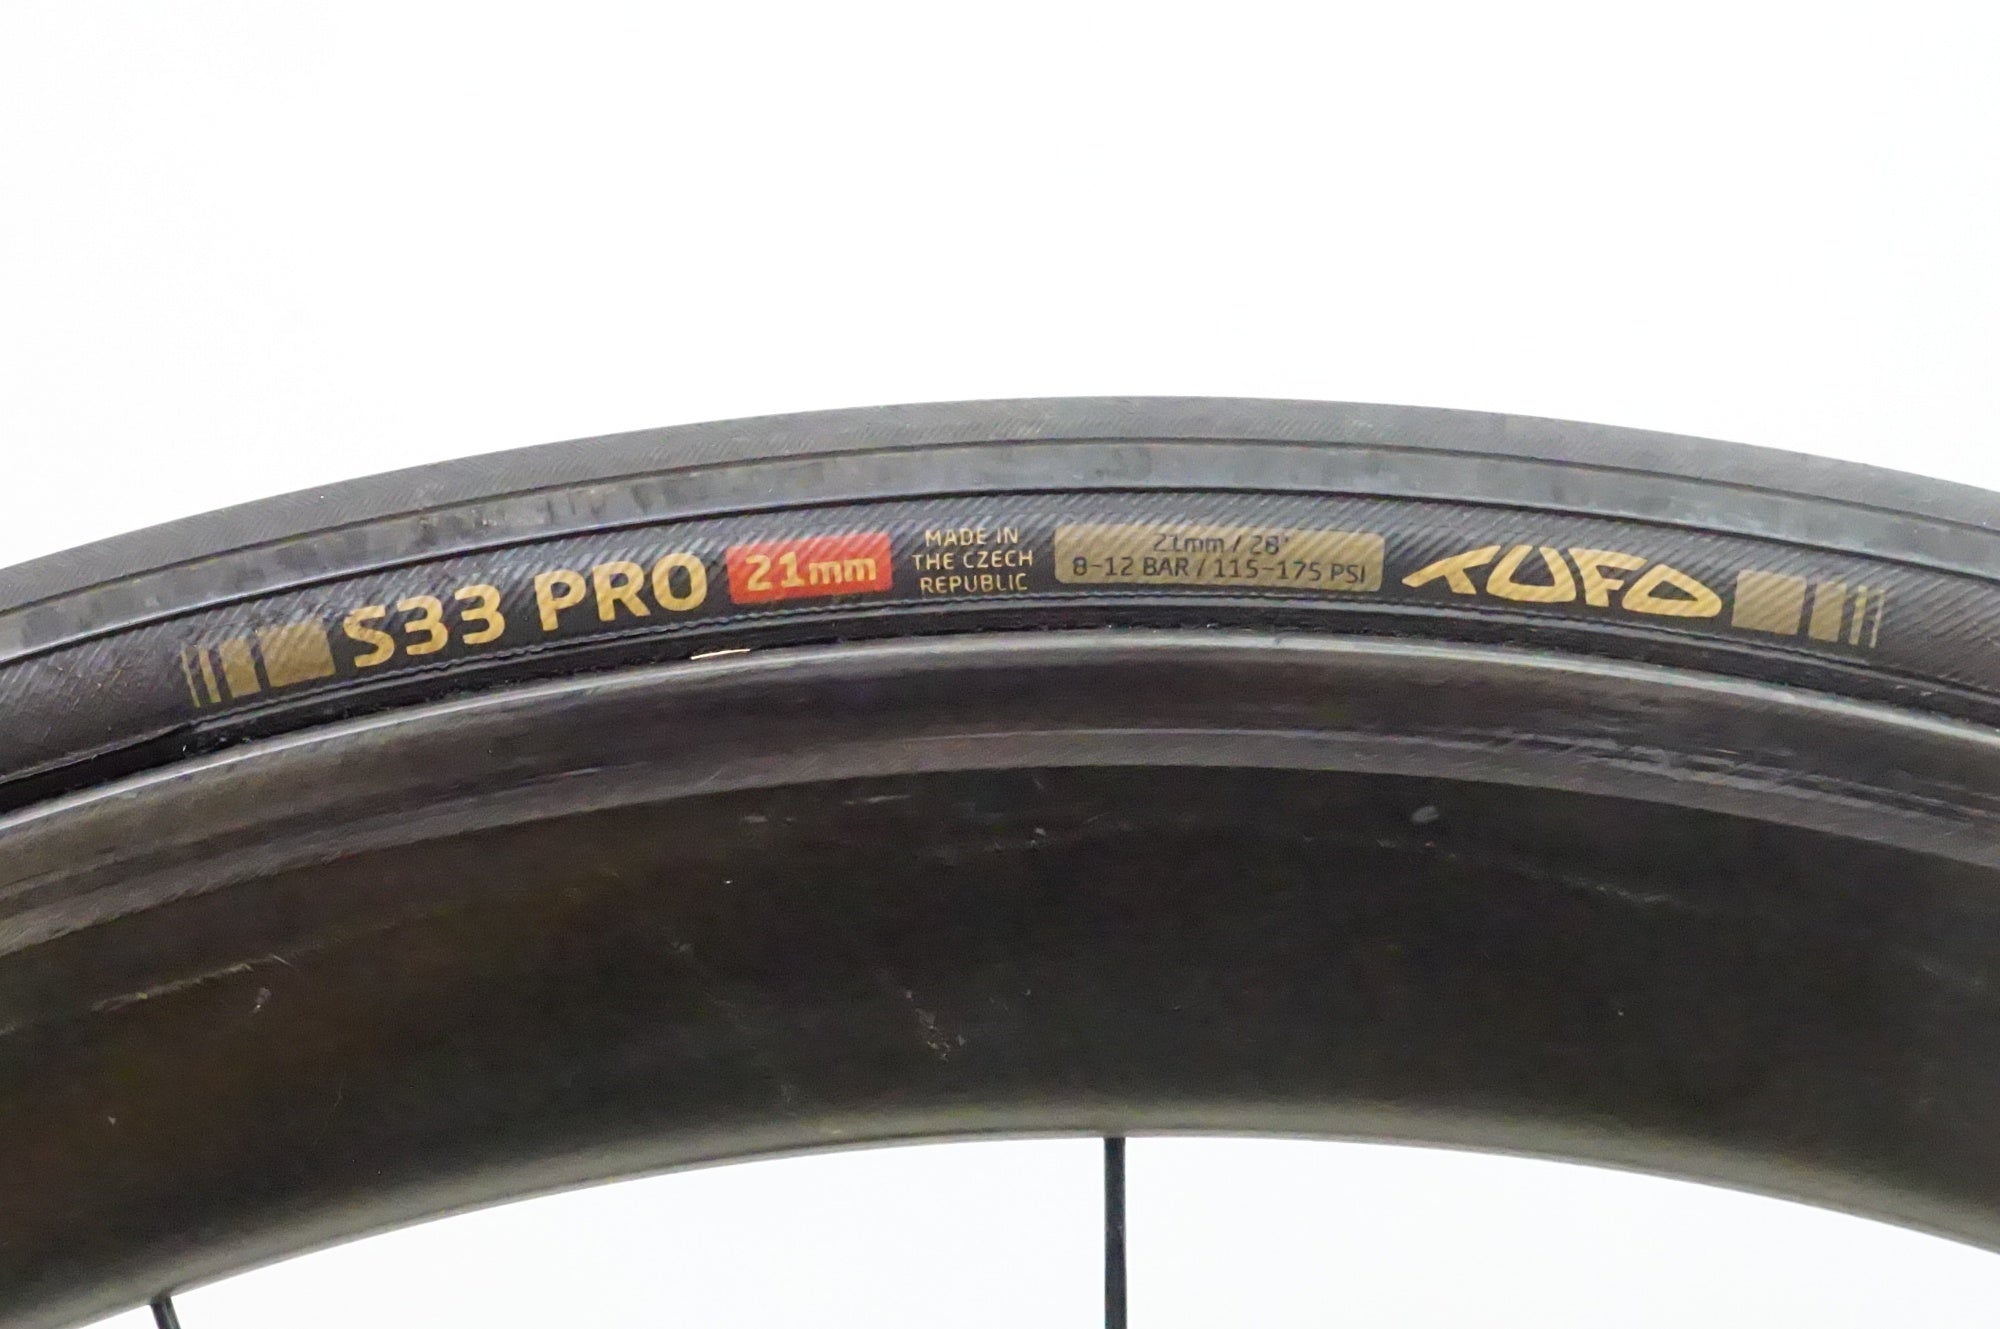 S33 PRO 21mm
MADE IN
THE CZECH
REPUBLIC
21mm / 28"
8-12 BAR / 115-175 PSI
TUFO